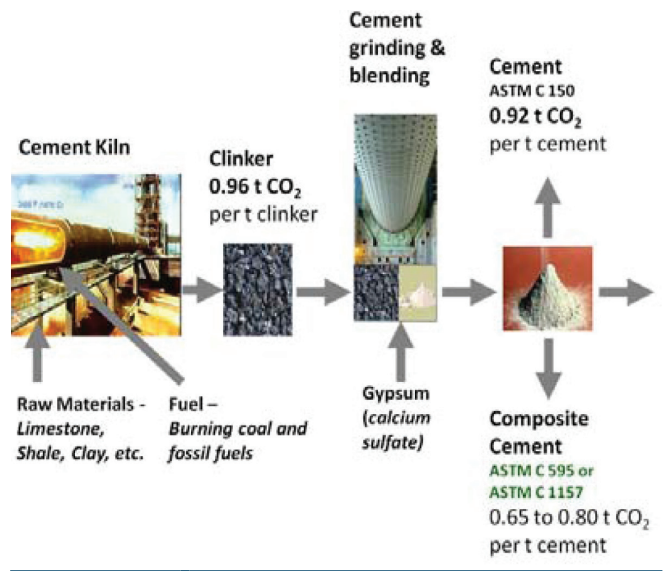 Cement Kiln
Clinker
0.96 t CO₂
per t clinker
Cement
grinding &
blending
Cement
ASTM C 150
0.92 t CO₂
per t cement
Raw Materials -
Limestone,
Shale, Clay, etc.
Fuel –
Burning coal and
fossil fuels
Gypsum
(calcium
sulfate)
Composite
Cement
ASTM C 595 or
ASTM C 1157
0.65 to 0.80 t CO₂
per t cement